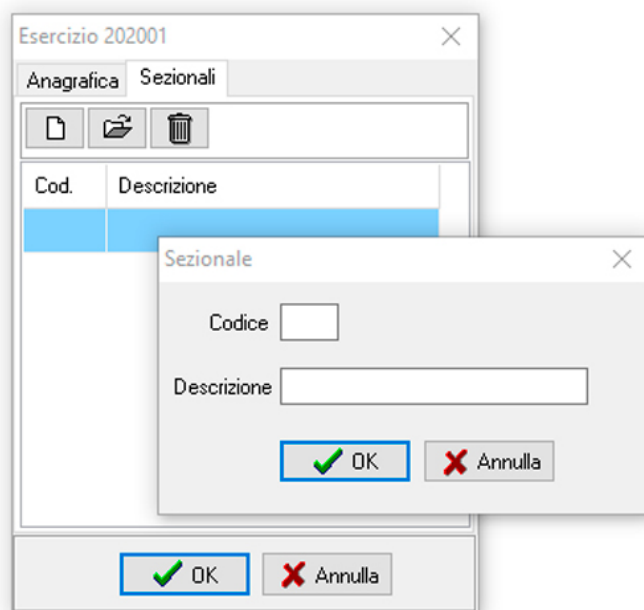 Esercizio 202001
Anagrafica Sezionali
Cod. Descrizione
Sezionale
Codice
Descrizione
OK Annulla
OK Annulla